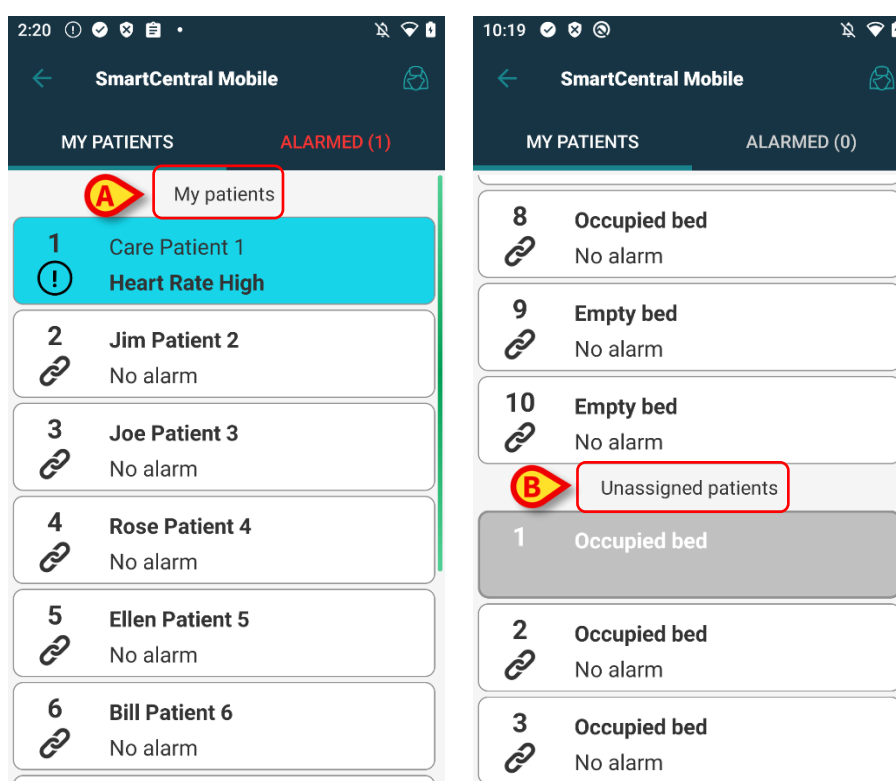 2:20
SmartCentral Mobile
MY PATIENTS
ALARMED (1)
A
My patients
1
Care Patient 1
Heart Rate High
2
Jim Patient 2
No alarm
3
Joe Patient 3
No alarm
4
Rose Patient 4
No alarm
5
Ellen Patient 5
No alarm
6
Bill Patient 6
No alarm
10:19
SmartCentral Mobile
MY PATIENTS
ALARMED (0)
8
Occupied bed
No alarm
9
Empty bed
No alarm
10
Empty bed
No alarm
B
Unassigned patients
1
Occupied bed
2
Occupied bed
No alarm
3
Occupied bed
No alarm